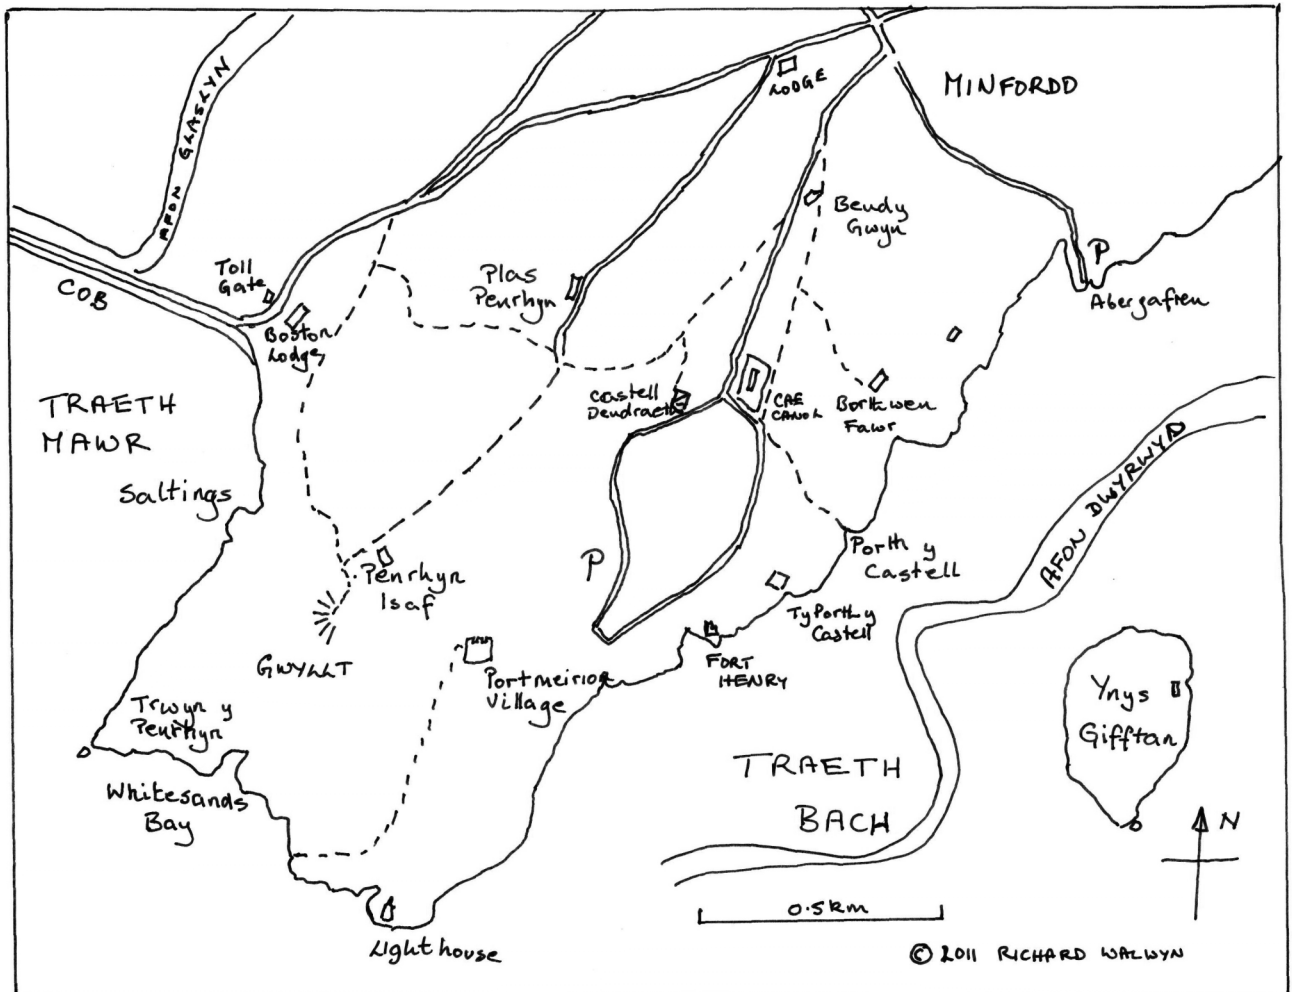 AFON GLASLYN
LODGE
MINFORDD
Bendy
Gwyn
Toll
Gate
COB
Boston
Lodge
Plas
Penrhyn
P
Abergafren
TRAETH
MAWR
Castell
Dendraeth
CAE
CANOL
Borthwen
Fawr
Saltings
AFON DWYRWYD
Porth y
Castell
P
Penrhyn
Isaf
Ty Porth y
Castell
GWYLLT
Portmeirion
Village
FORT
HENRY
Ynys
Gifftan
Trwyn y
Penrhyn
TRAETH
BACH
Whitesands
Bay
N
0.5km
Lighthouse
© 2011 RICHARD WALWYN